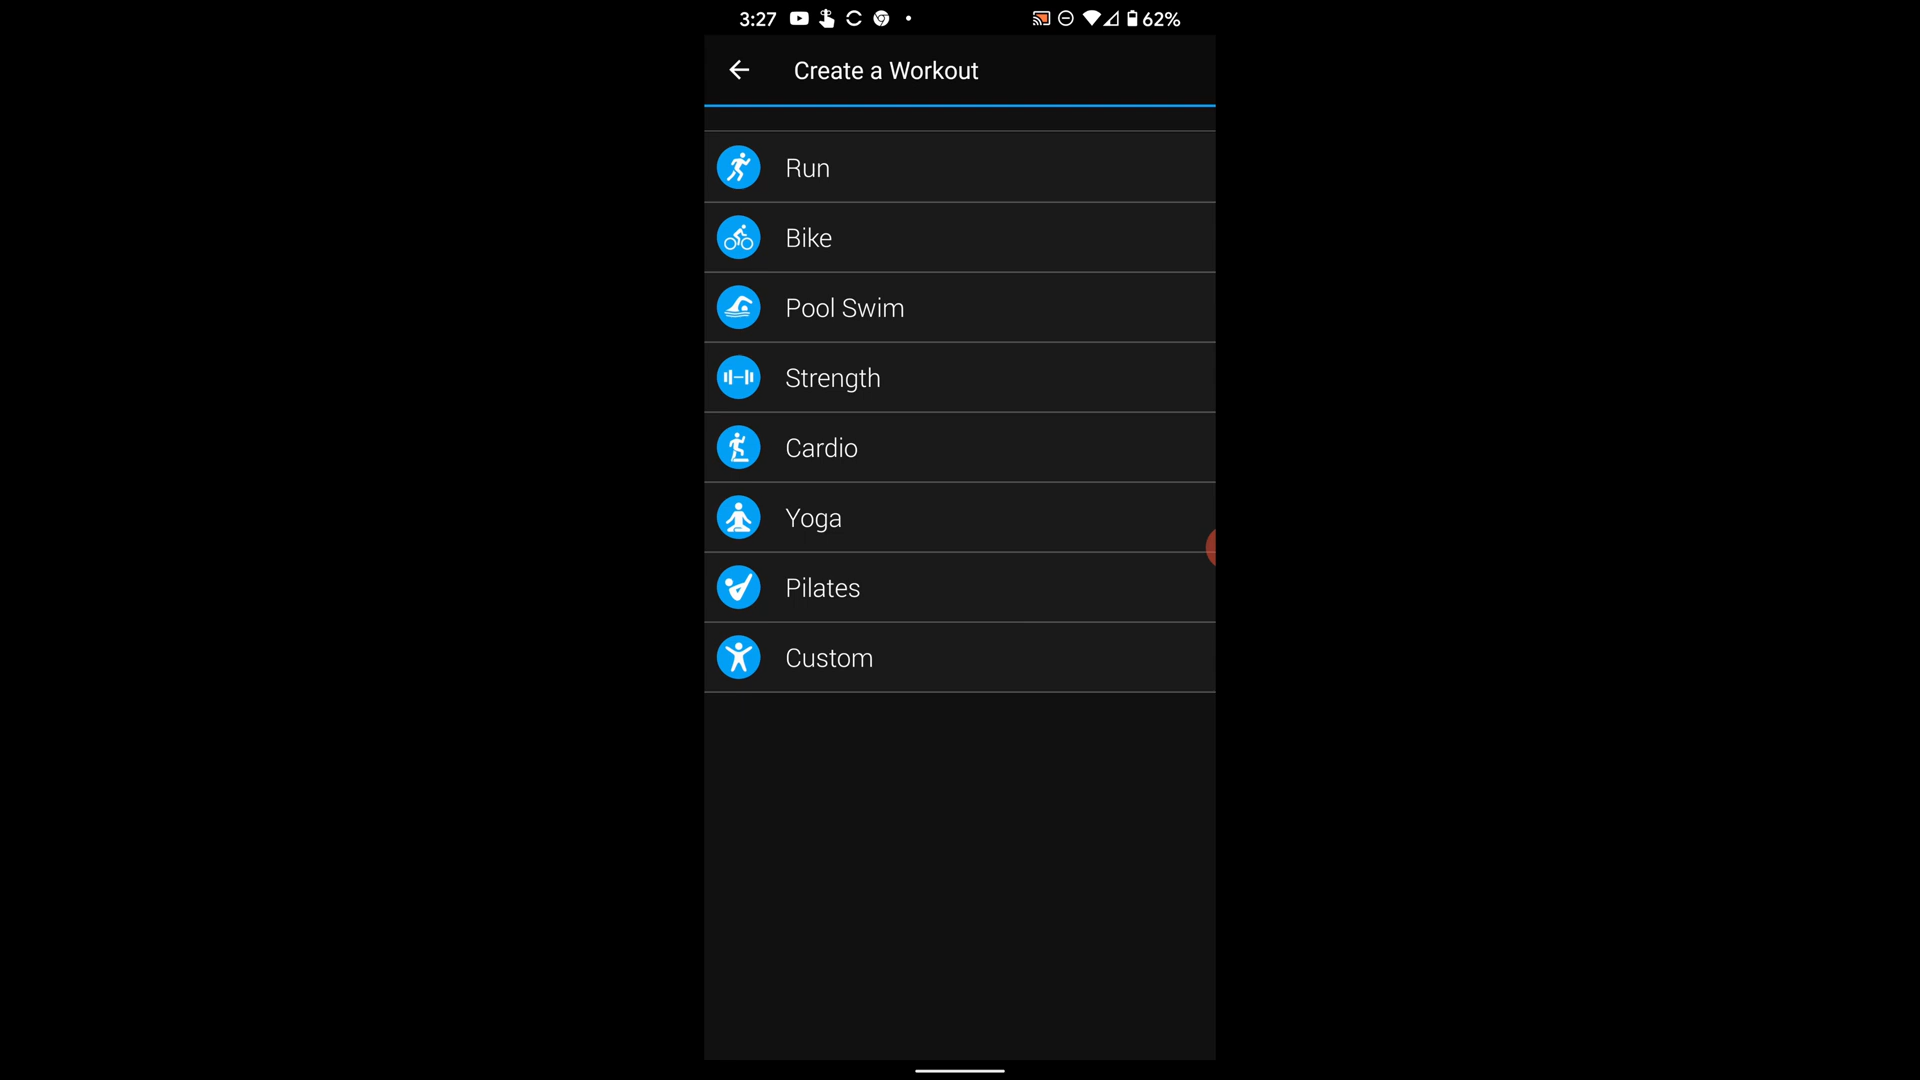 3:27 62%
Create a Workout
Run
Bike
Pool Swim
Strength
Cardio
Yoga
Pilates
Custom